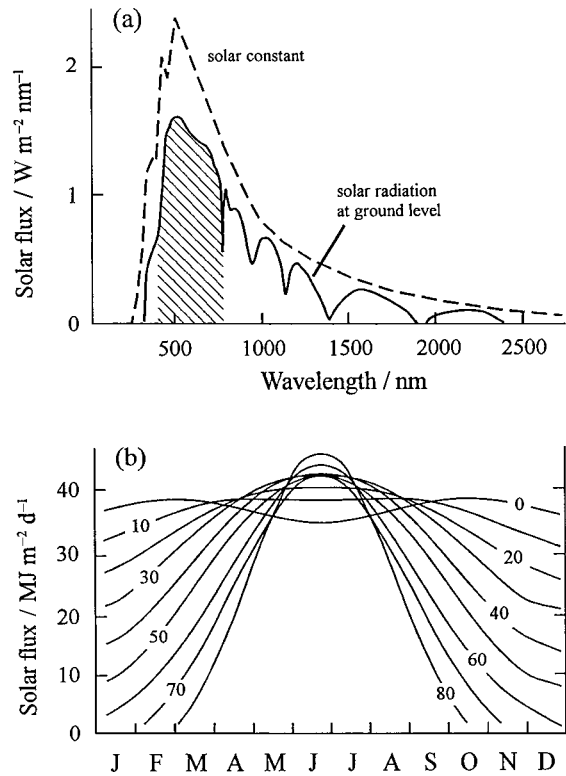 (a)
Solar flux / W m⁻² nm⁻¹
2
1
0
solar constant
solar radiation
at ground level
500 1000 1500 2000 2500
Wavelength / nm
(b)
Solar flux / MJ m⁻² d⁻¹
40
30
20
10
0
0
10
20
30
40
50
60
70
80
J F M A M J J A S O N D